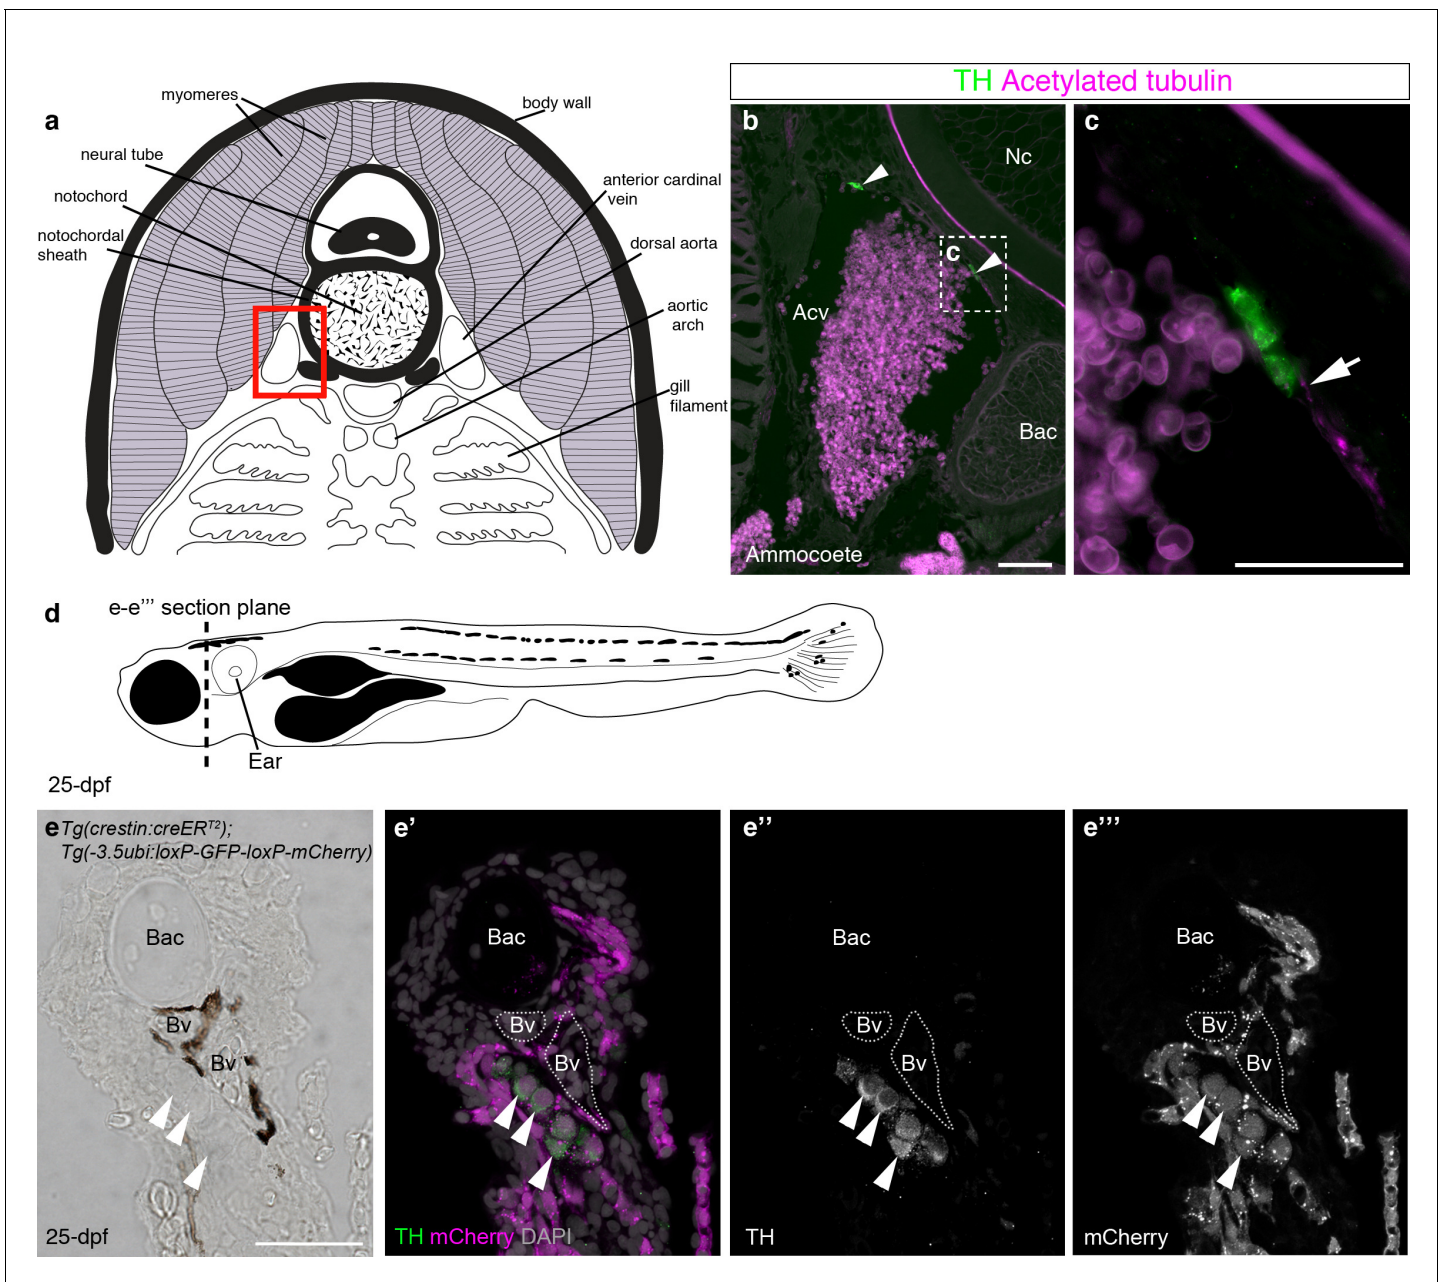 a
myomeres
body wall
neural tube
notochord
notochordal
sheath
anterior cardinal
vein
dorsal aorta
aortic
arch
gill
filament
TH Acetylated tubulin
b
Nc
c
Acv
Bac
Ammocoete
c
d
e-e’’’ section plane
Ear
25-dpf
e Tg(crestin:creERT2);
Tg(-3.5ubi:loxP-GFP-loxP-mCherry)
Bac
Bv
Bv
25-dpf
e’
Bac
Bv
Bv
TH mCherry DAPI
e’’
Bac
Bv
Bv
TH
e’’’
Bac
Bv
Bv
mCherry